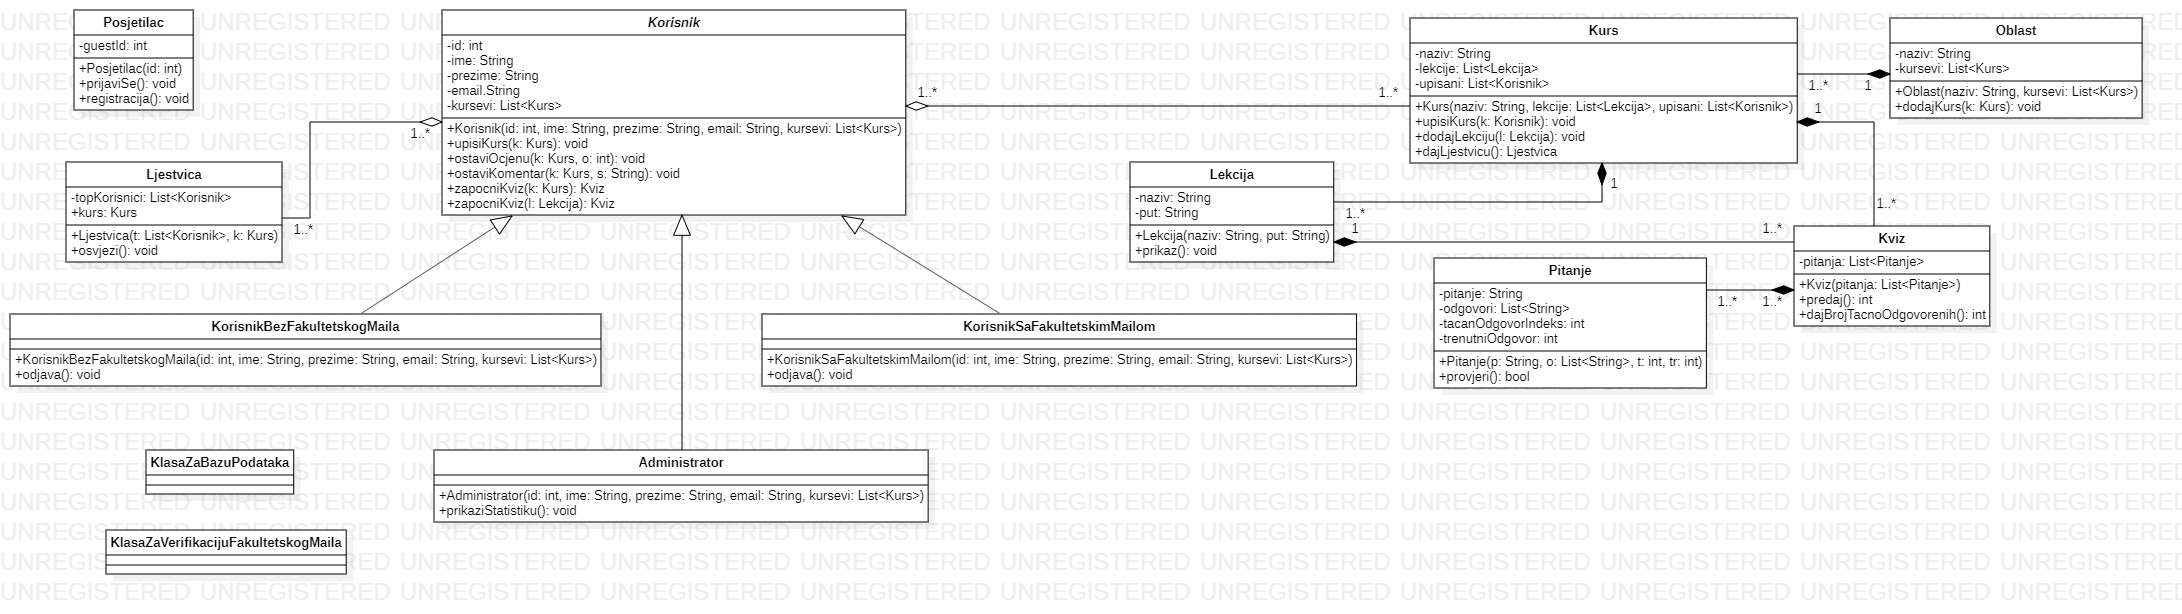 Posjetilac
-guestId: int
+Posjetilac(id: int)
+prijaviSe(): void
+registracija(): void
Korisnik
-id: int
-ime: String
-prezime: String
-email.String
-kursevi: List<Kurs>
+Korisnik(id: int, ime: String, prezime: String, email: String, kursevi: List<Kurs>)
+upisiKurs(k: Kurs): void
+ostaviOcjenu(k: Kurs, o: int): void
+ostaviKomentar(k: Kurs, s: String): void
+zapocniKviz(k: Kurs): Kviz
+zapocniKviz(l: Lekcija): Kviz
1..*
1..*
Kurs
-naziv: String
-lekcije: List<Lekcija>
-upisani: List<Korisnik>
+Kurs(naziv: String, lekcije: List<Lekcija>, upisani: List<Korisnik>)
+upisiKurs(k: Korisnik): void
+dodajLekciju(l: Lekcija): void
+dajLjestvicu(): Ljestvica
1..*
1
Oblast
-naziv: String
-kursevi: List<Kurs>
+Oblast(naziv: String, kursevi: List<Kurs>)
+dodajKurs(k: Kurs): void
1
1..*
1..*
Ljestvica
-topKorisnici: List<Korisnik>
+kurs: Kurs
+Ljestvica(t: List<Korisnik>, k: Kurs)
+osvjezi(): void
1..*
Lekcija
-naziv: String
-put: String
+Lekcija(naziv: String, put: String)
+prikaz(): void
1
1..*
1
1..*
Kviz
-pitanja: List<Pitanje>
+Kviz(pitanja: List<Pitanje>)
+predaj(): int
+dajBrojTacnoOdgovorenih(): int
Pitanje
-pitanje: String
-odgovori: List<String>
-tacanOdgovorIndeks: int
-trenutniOdgovor: int
+Pitanje(p: String, o: List<String>, t: int, tr: int)
+provjeri(): bool
1..*
1..*
KorisnikBezFakultetskogMaila
+KorisnikBezFakultetskogMaila(id: int, ime: String, prezime: String, email: String, kursevi: List<Kurs>)
+odjava(): void
KorisnikSaFakultetskimMailom
+KorisnikSaFakultetskimMailom(id: int, ime: String, prezime: String, email: String, kursevi: List<Kurs>)
+odjava(): void
KlasaZaBazuPodataka
Administrator
+Administrator(id: int, ime: String, prezime: String, email: String, kursevi: List<Kurs>)
+prikaziStatistiku(): void
KlasaZaVerifikacijuFakultetskogMaila
UNREGISTERED UNREGISTERED UNREGISTERED UNREGISTERED UNREGISTERED UNREGISTERED UNREGISTERED UNREGISTERED UNREGISTERED UNREGISTERED UNREGISTERED